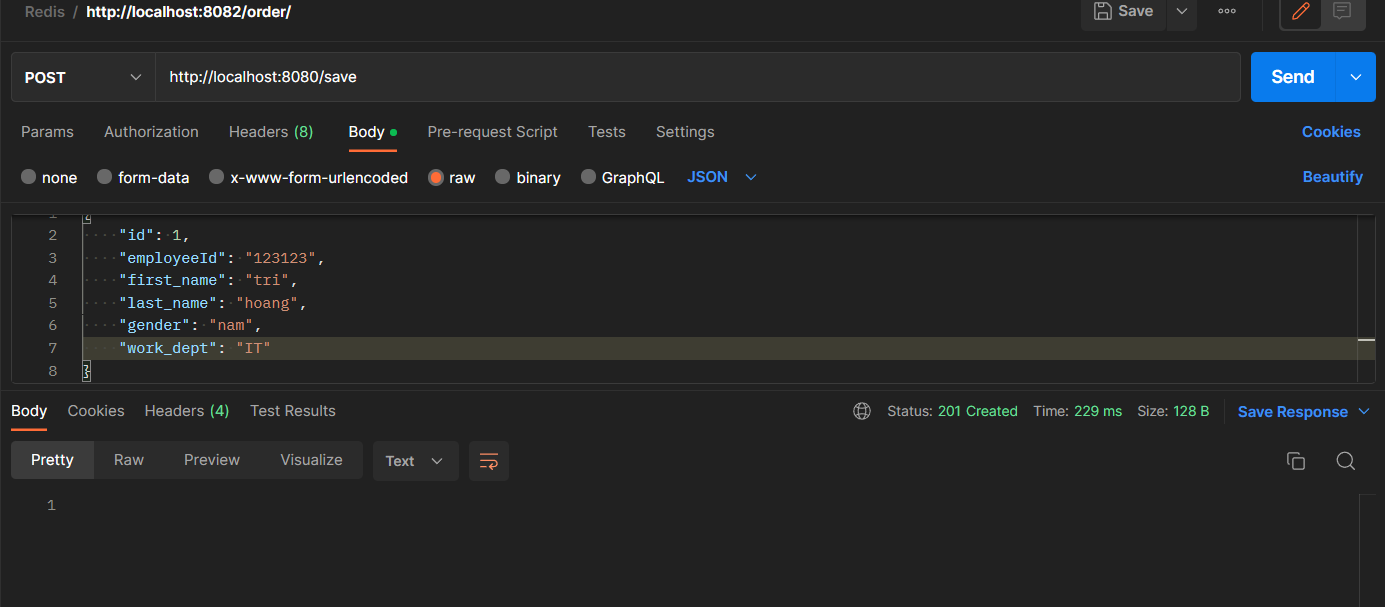 Redis / http://localhost:8082/order/ Save
POST http://localhost:8080/save Send
Params Authorization Headers (8) Body Pre-request Script Tests Settings Cookies
none form-data x-www-form-urlencoded raw binary GraphQL JSON Beautify
1 {
2 "id": 1,
3 "employeeId": "123123",
4 "first_name": "tri",
5 "last_name": "hoang",
6 "gender": "nam",
7 "work_dept": "IT"
8 }
Body Cookies Headers (4) Test Results Status: 201 Created Time: 229 ms Size: 128 B Save Response
Pretty Raw Preview Visualize Text
1